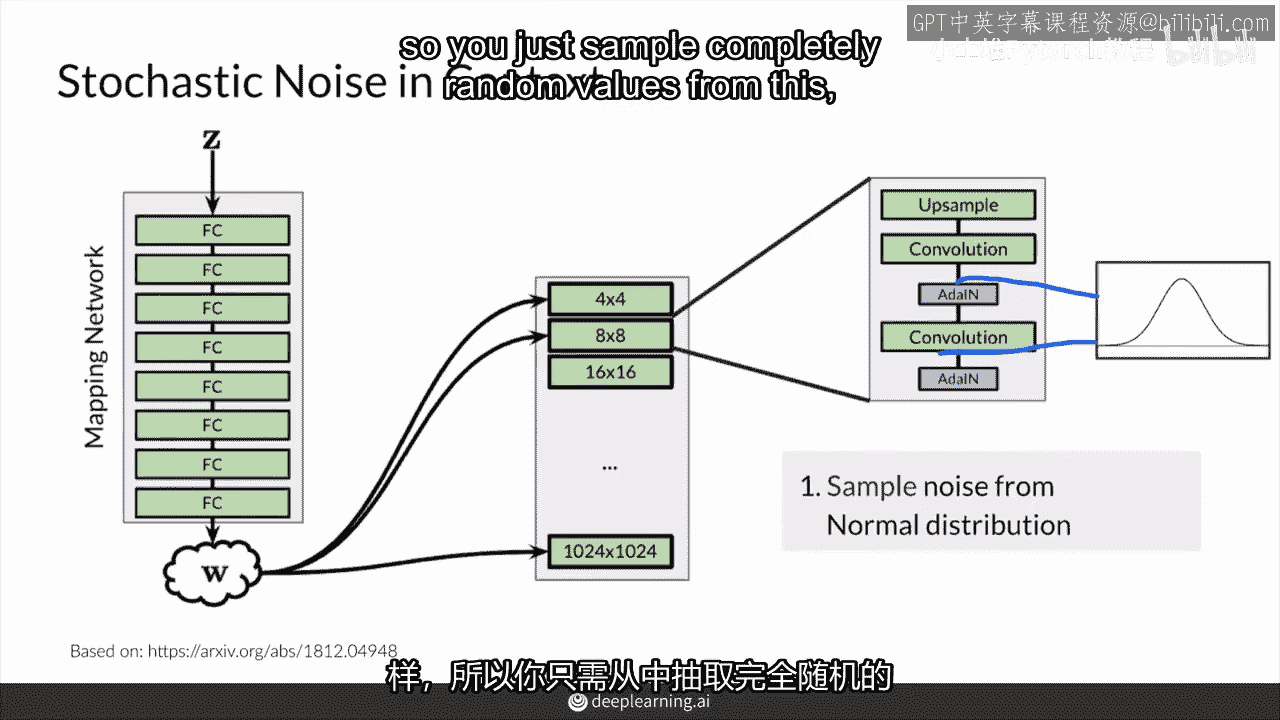 GPT中英字幕课程资源@bilibili.com
so you just sample completely
random values from this,
Stochastic Noise in
z
Mapping Network
FC
FC
FC
FC
FC
FC
FC
FC
w
4x4
8x8
16x16
...
1024x1024
Upsample
Convolution
AdaIN
Convolution
AdaIN
1. Sample noise from
Normal distribution
Based on: https://arxiv.org/abs/1812.04948
样，所以你只需从中抽取完全随机的
deeplearning.ai